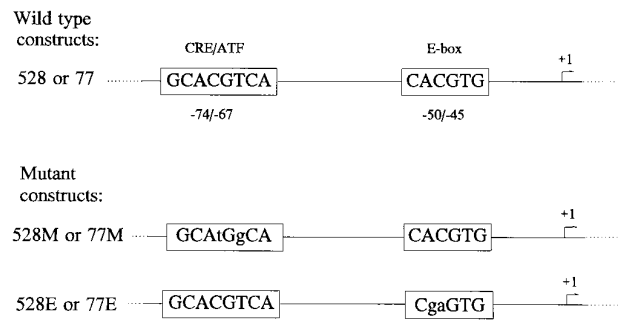 Wild type
constructs:
CRE/ATF E-box +1
528 or 77 GCACGTCA CACGTG
-74/-67 -50/-45
Mutant
constructs:
+1
528M or 77M GCAtGgCA CACGTG
+1
528E or 77E GCACGTCA CgaGTG